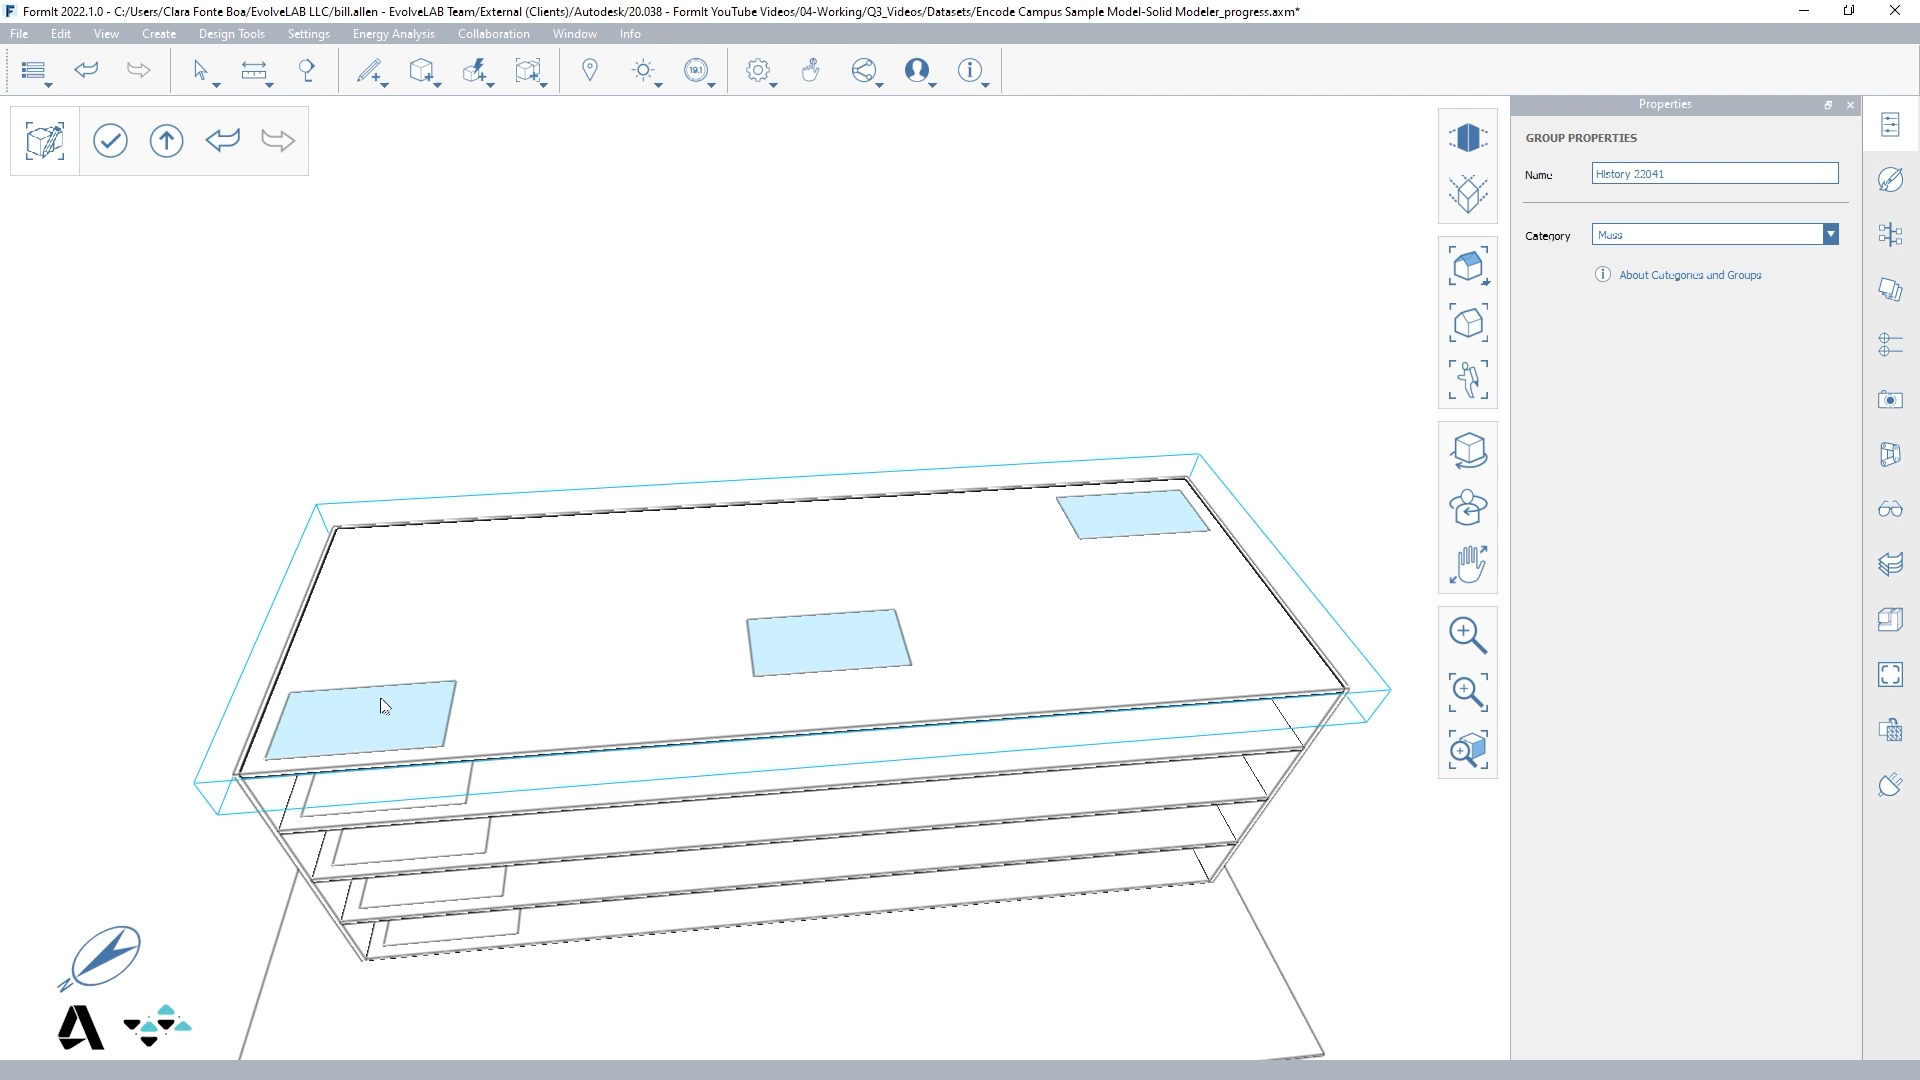 FormIt 2022.1.0 - C:/Users/Clara Fonte Boa/EvolveLAB LLC/bill.allen - EvolveLAB Team/External (Clients)/Autodesk/20.038 - FormIt YouTube Videos/04-Working/Q3_Videos/Datasets/Encode Campus Sample Model-Solid Modeler_progress.axm*
File Edit View Create Design Tools Settings Energy Analysis Collaboration Window Info
19.1
Properties
GROUP PROPERTIES
Name History 22041
Category Mass
About Categories and Groups
N